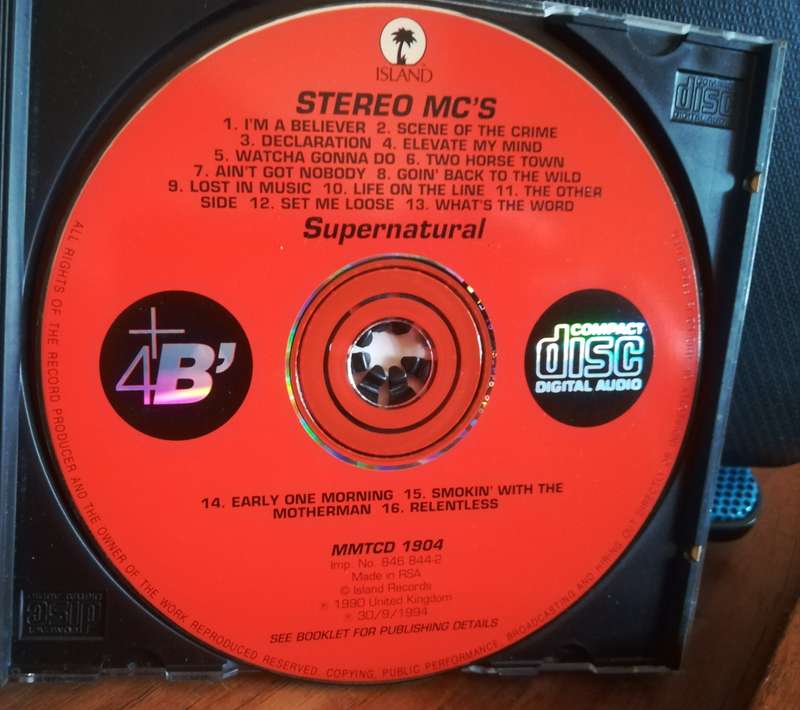 ISLAND
STEREO MC'S
1. I'M A BELIEVER 2. SCENE OF THE CRIME
3. DECLARATION 4. ELEVATE MY MIND
5. WATCHA GONNA DO 6. TWO HORSE TOWN
7. AIN'T GOT NOBODY 8. GOIN' BACK TO THE WILD
9. LOST IN MUSIC 10. LIFE ON THE LINE 11. THE OTHER
SIDE 12. SET ME LOOSE 13. WHAT'S THE WORD
Supernatural
4+B'
COMPACT
disc
DIGITAL AUDIO
14. EARLY ONE MORNING 15. SMOKIN' WITH THE
MOTHERMAN 16. RELENTLESS
MMTCD 1904
Imp. No. 846 844-2
Made in RSA
© Island Records
℗ 1990 United Kingdom
℗ 30/9/1994
SEE BOOKLET FOR PUBLISHING DETAILS
ALL RIGHTS OF THE RECORD PRODUCER AND THE OWNER OF THE WORK REPRODUCED RESERVED. COPYING, PUBLIC PERFORMANCE, BROADCASTING AND HIRING
disc